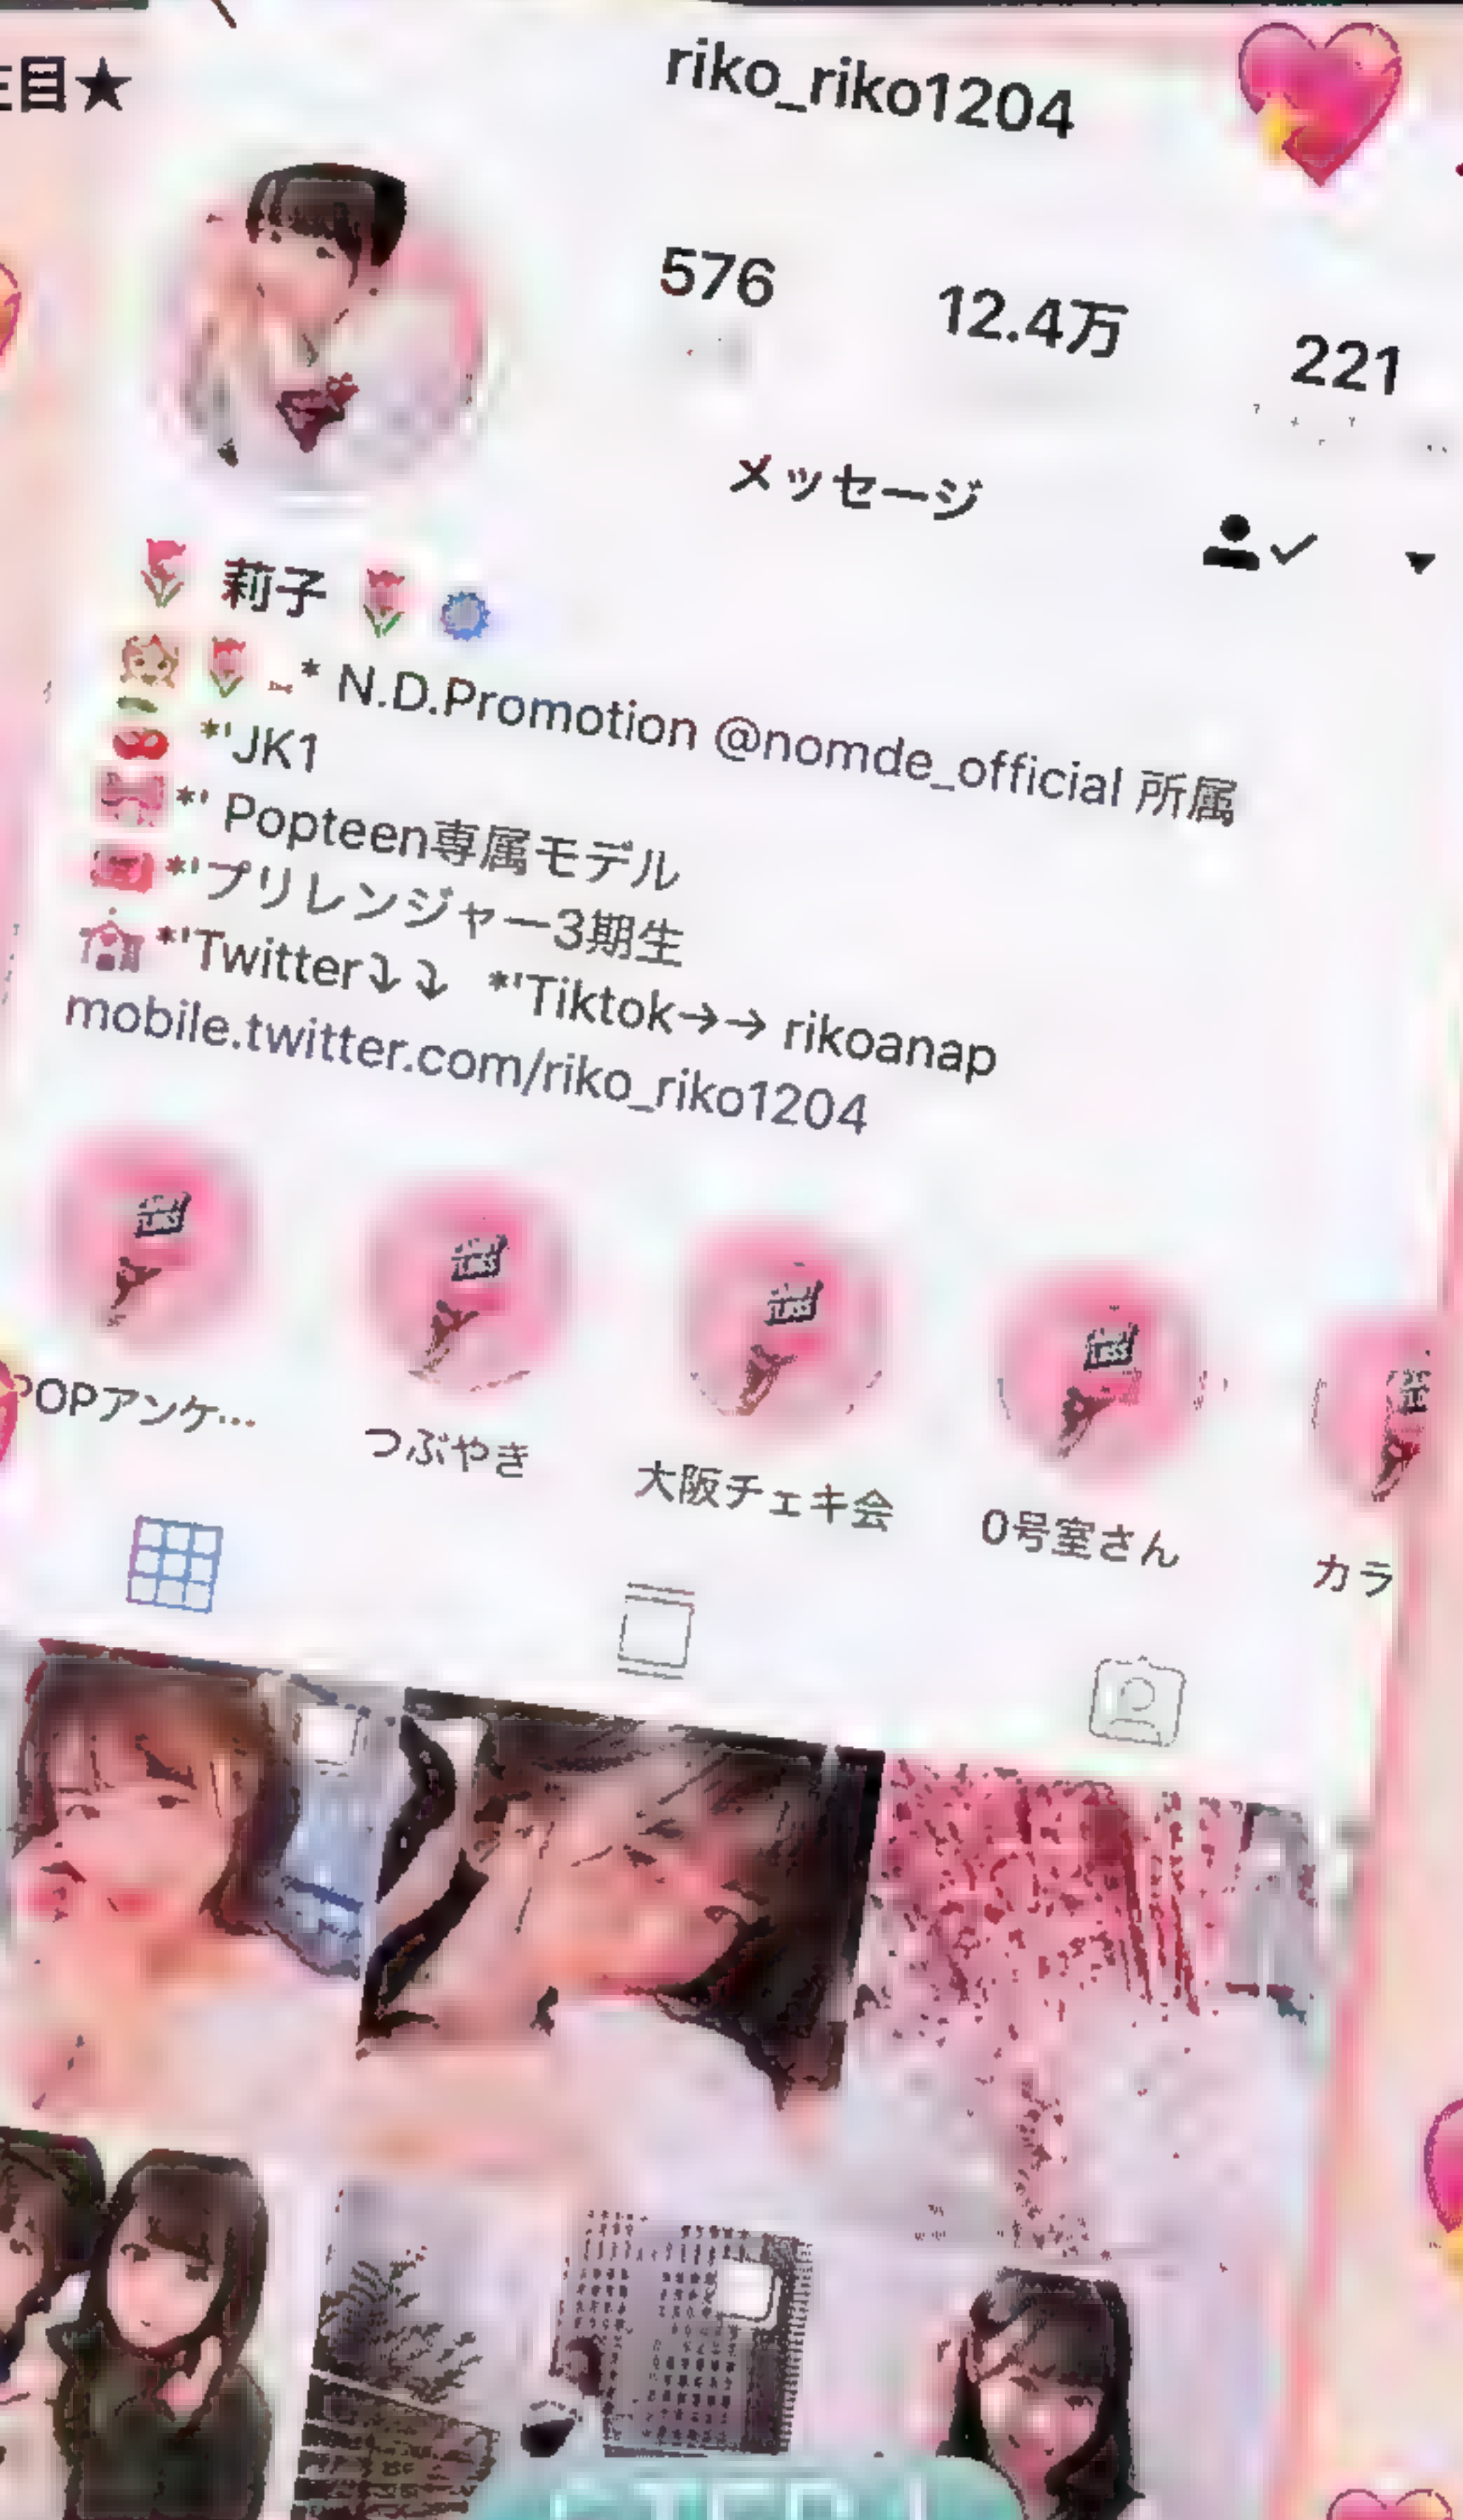 目★
riko_riko1204
576
12.4万
221
メッセージ
莉子
* N.D.Promotion @nomde_official 所属
*'JK1
*' Popteen専属モデル
*'プリレンジャー3期生
*'Twitter⤵⤵ *'Tiktok→→ rikoanap
mobile.twitter.com/riko_riko1204
POPアンケ…
つぶやき
大阪チェキ会
0号室さん
カラ